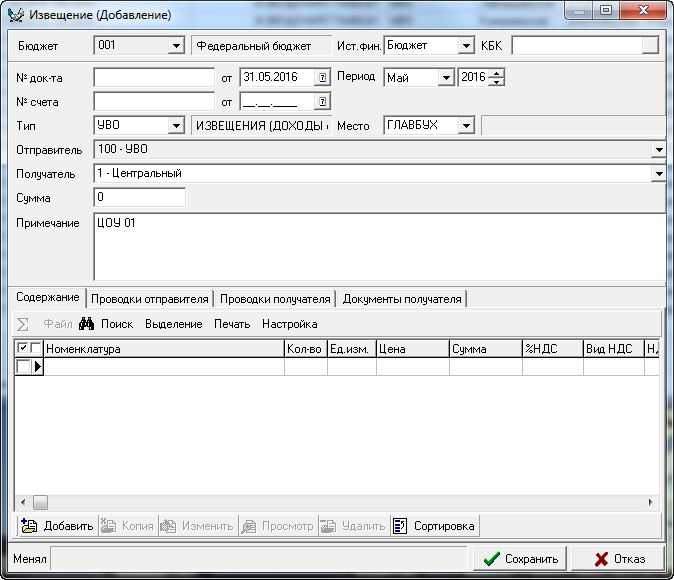 Извещение (Добавление)
Бюджет 001 Федеральный бюджет Ист.фин. Бюджет КБК
№ док-та от 31.05.2016 Период Май 2016
№ счета от __.__.____
Тип УВО ИЗВЕЩЕНИЯ (ДОХОДЫ Место ГЛАВБУХ
Отправитель 100 - УВО
Получатель 1 - Центральный
Сумма 0
Примечание ЦОУ 01
Содержание Проводки отправителя Проводки получателя Документы получателя
Файл Поиск Выделение Печать Настройка
Номенклатура Кол-во Ед.изм. Цена Сумма %НДС Вид НДС НД
Добавить Копия Изменить Просмотр Удалить Сортировка
Менял Сохранить Отказ